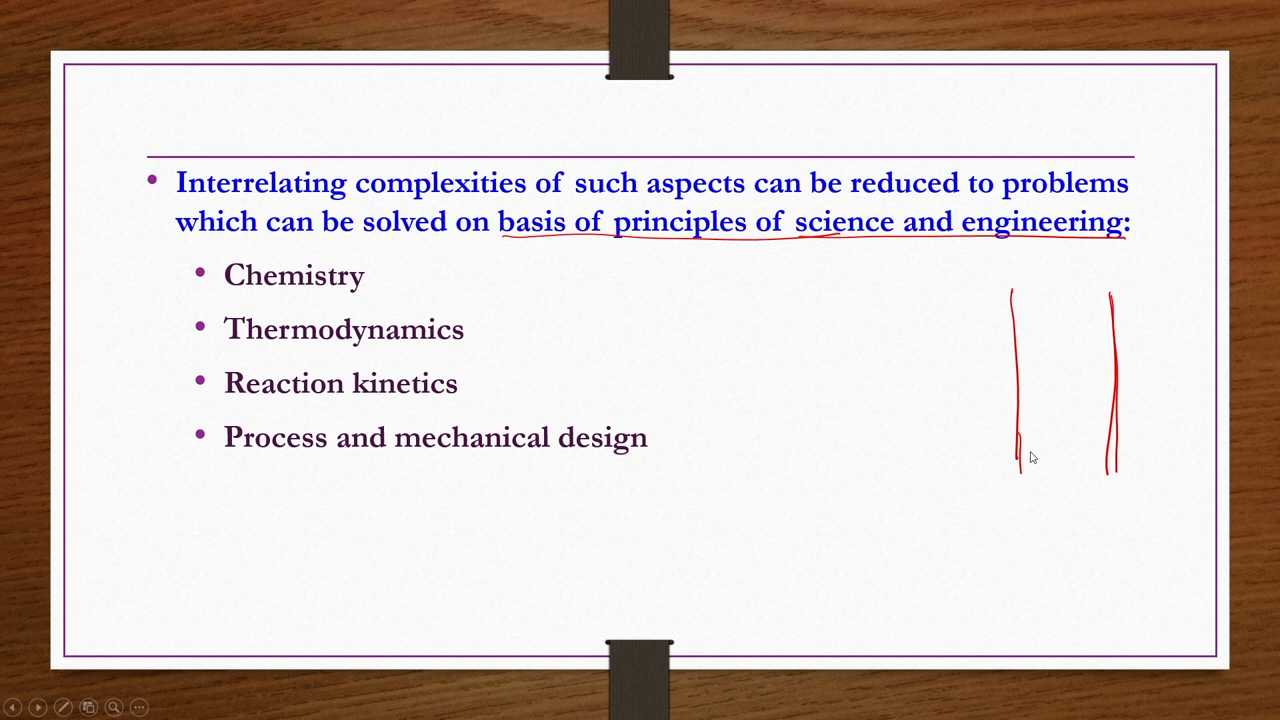 • Interrelating complexities of such aspects can be reduced to problems
which can be solved on basis of principles of science and engineering:
• Chemistry
• Thermodynamics
• Reaction kinetics
• Process and mechanical design